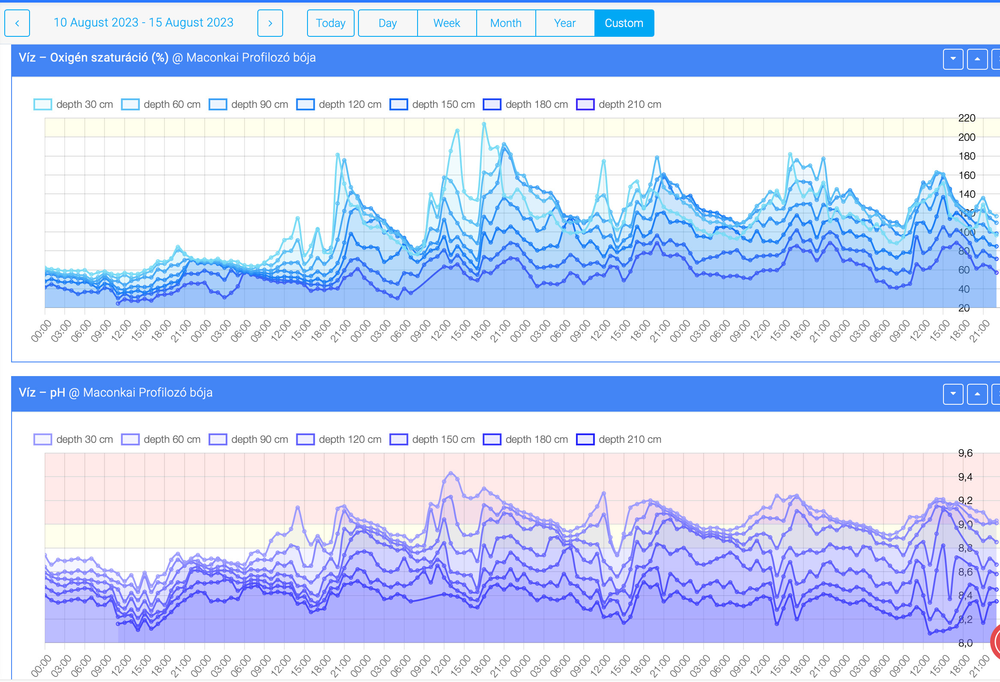 10 August 2023 - 15 August 2023 Today Day Week Month Year Custom
Víz – Oxigén szaturáció (%) @ Maconkai Profilozó bója
depth 30 cm depth 60 cm depth 90 cm depth 120 cm depth 150 cm depth 180 cm depth 210 cm
220
200
180
160
140
120
100
80
60
40
20
00:00 03:00 06:00 09:00 12:00 15:00 18:00 21:00 00:00 03:00 06:00 09:00 12:00 15:00 18:00 21:00 00:00 03:00 06:00 09:00 12:00 15:00 18:00 21:00 00:00 03:00 06:00 09:00 12:00 15:00 18:00 21:00 00:00 03:00 06:00 09:00 12:00 15:00 18:00 21:00 00:00 03:00 06:00 09:00 12:00 15:00 18:00 21:00
Víz – pH @ Maconkai Profilozó bója
depth 30 cm depth 60 cm depth 90 cm depth 120 cm depth 150 cm depth 180 cm depth 210 cm
9,6
9,4
9,2
9,0
8,8
8,6
8,4
8,2
8,0
00:00 03:00 06:00 09:00 12:00 15:00 18:00 21:00 00:00 03:00 06:00 09:00 12:00 15:00 18:00 21:00 00:00 03:00 06:00 09:00 12:00 15:00 18:00 21:00 00:00 03:00 06:00 09:00 12:00 15:00 18:00 21:00 00:00 03:00 06:00 09:00 12:00 15:00 18:00 21:00 00:00 03:00 06:00 09:00 12:00 15:00 18:00 21:00